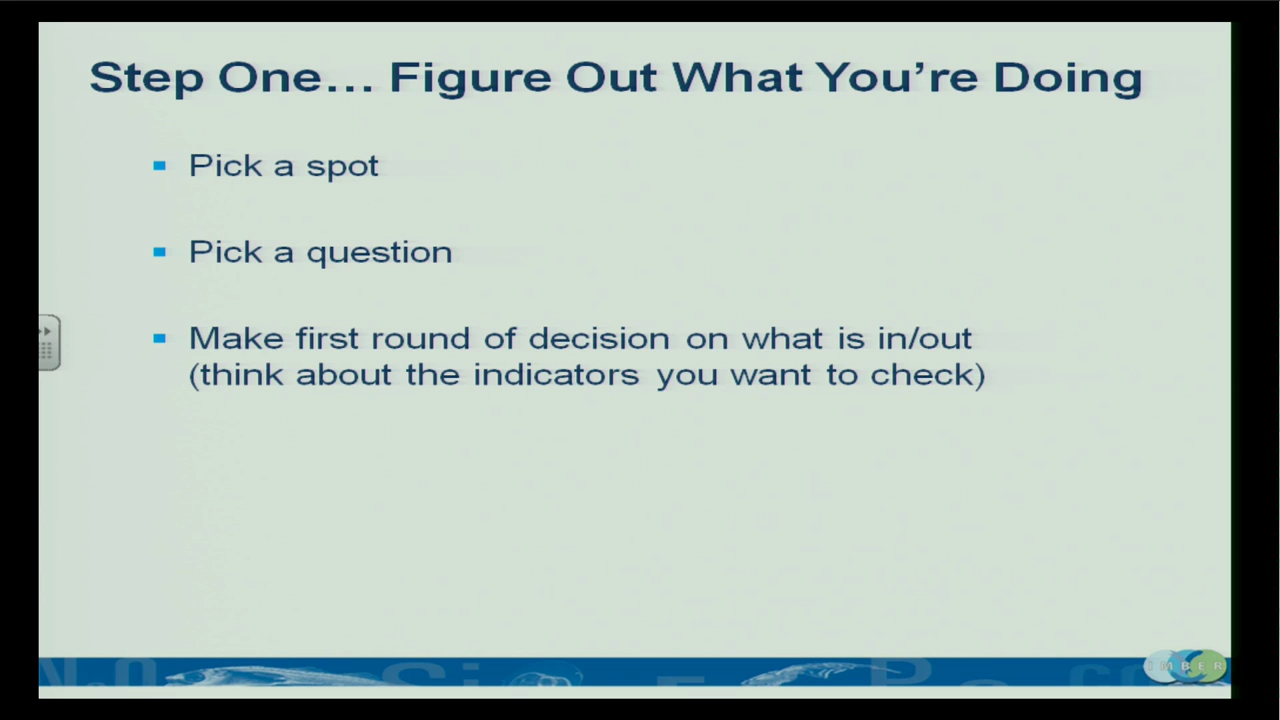 Step One… Figure Out What You're Doing
Pick a spot
Pick a question
Make first round of decision on what is in/out
(think about the indicators you want to check)
IMBER